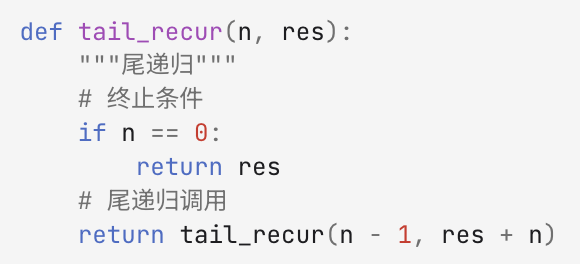 def tail_recur(n, res):
    """尾递归"""
    # 终止条件
    if n == 0:
        return res
    # 尾递归调用
    return tail_recur(n - 1, res + n)